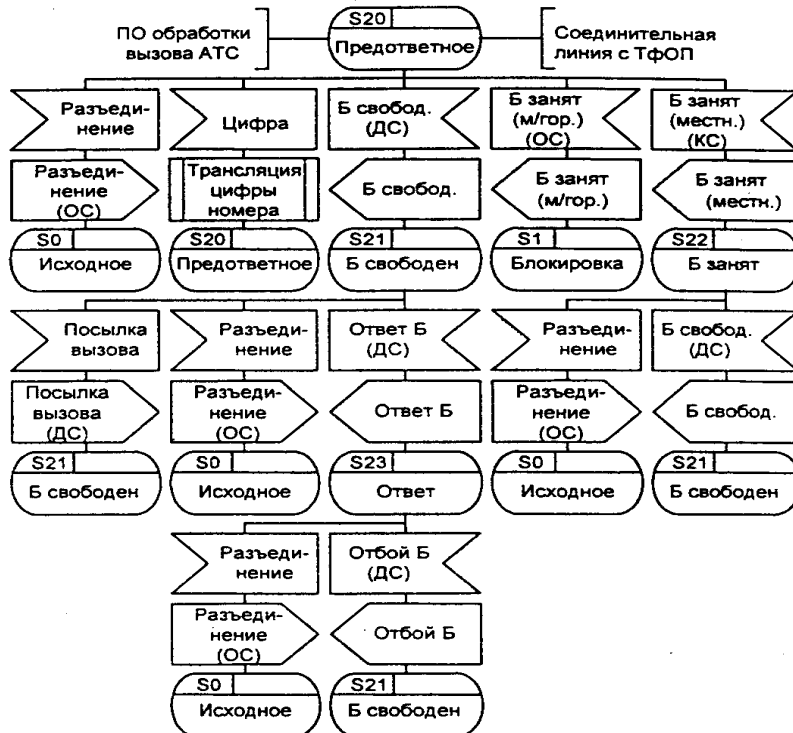 S20
ПО обработки
вызова АТС
Предответное
Соединительная
линия с ТфОП
Разъеди-
нение
Цифра
Б свобод.
(ДС)
Б занят
(м/гор.)
(ОС)
Б занят
(местн.)
(КС)
Разъеди-
нение
(ОС)
Трансляция
цифры
номера
Б свобод.
Б занят
(м/гор.)
Б занят
(местн.)
S0
Исходное
S20
Предответное
S21
Б свободен
S1
Блокировка
S22
Б занят
Посылка
вызова
Разъеди-
нение
Ответ Б
(ДС)
Разъеди-
нение
Б свобод.
(ДС)
Посылка
вызова
(ДС)
Разъеди-
нение
(ОС)
Ответ Б
Разъеди-
нение
(ОС)
Б свобод.
S21
Б свободен
S0
Исходное
S23
Ответ
S0
Исходное
S21
Б свободен
Разъеди-
нение
Отбой Б
(ДС)
Разъеди-
нение
(ОС)
Отбой Б
S0
Исходное
S21
Б свободен